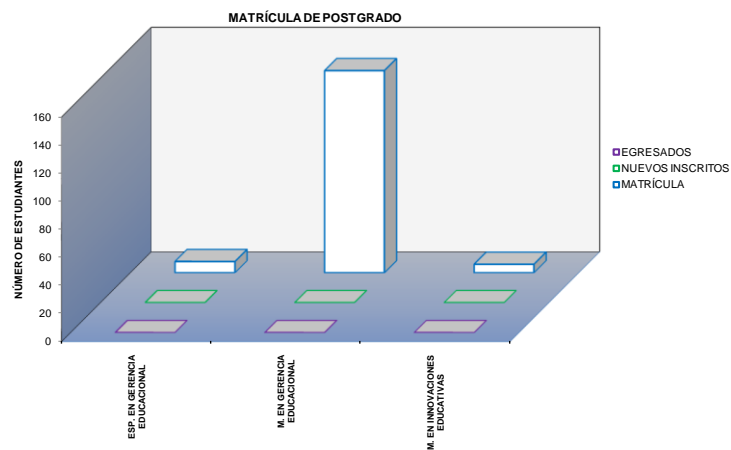 MATRÍCULA DE POSTGRADO
160
140
120
100
80
60
40
20
0
NÚMERO DE ESTUDIANTES
ESP. EN GERENCIA
EDUCACIONAL
M. EN GERENCIA
EDUCACIONAL
M. EN INNOVACIONES
EDUCATIVAS
EGRESADOS
NUEVOS INSCRITOS
MATRÍCULA